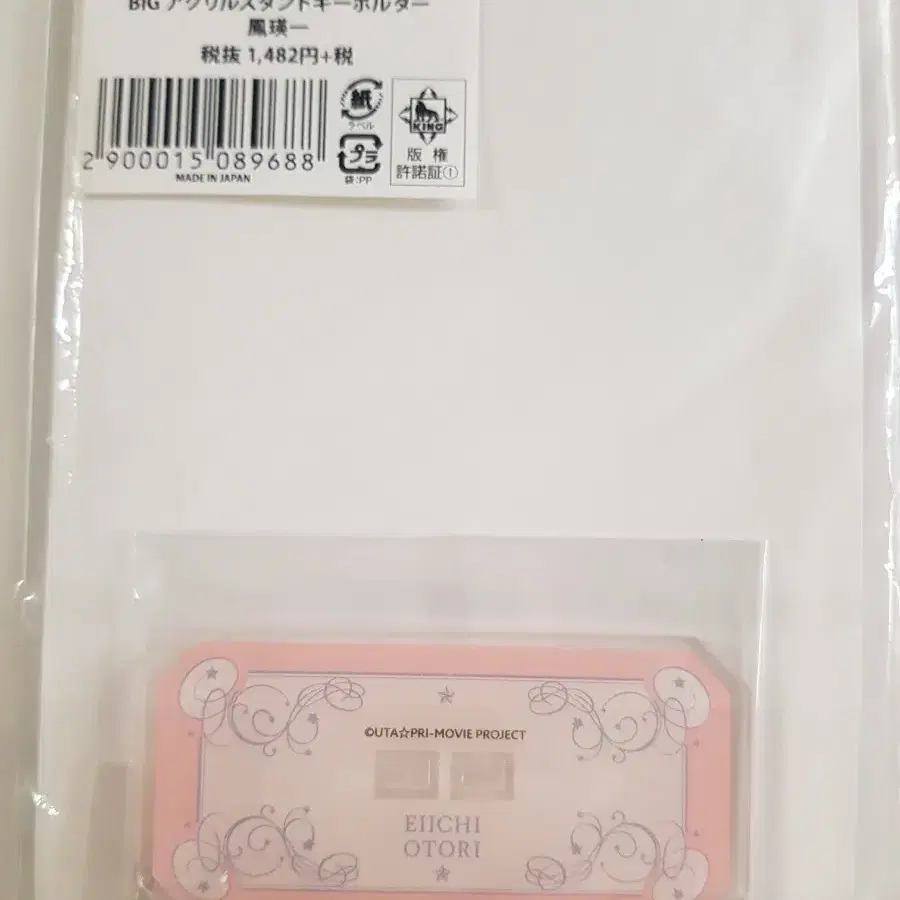 BIG アクリルスタンドキーホルダー
鳳瑛一
税抜 1,482円+税
2 900015 089688
MADE IN JAPAN
紙
ラベル
プラ
袋:PP
KING
版 権
許諾証①
©UTA☆PRI-MOVIE PROJECT
EIICHI
OTORI